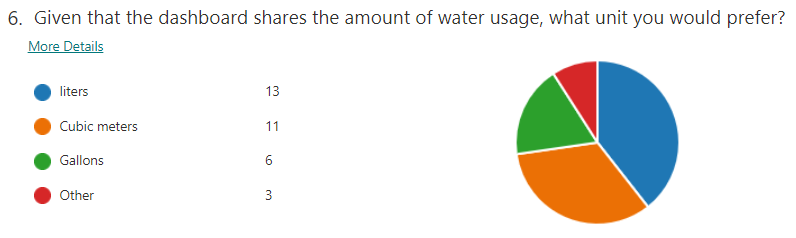 6. Given that the dashboard shares the amount of water usage, what unit you would prefer?
More Details
liters 13
Cubic meters 11
Gallons 6
Other 3